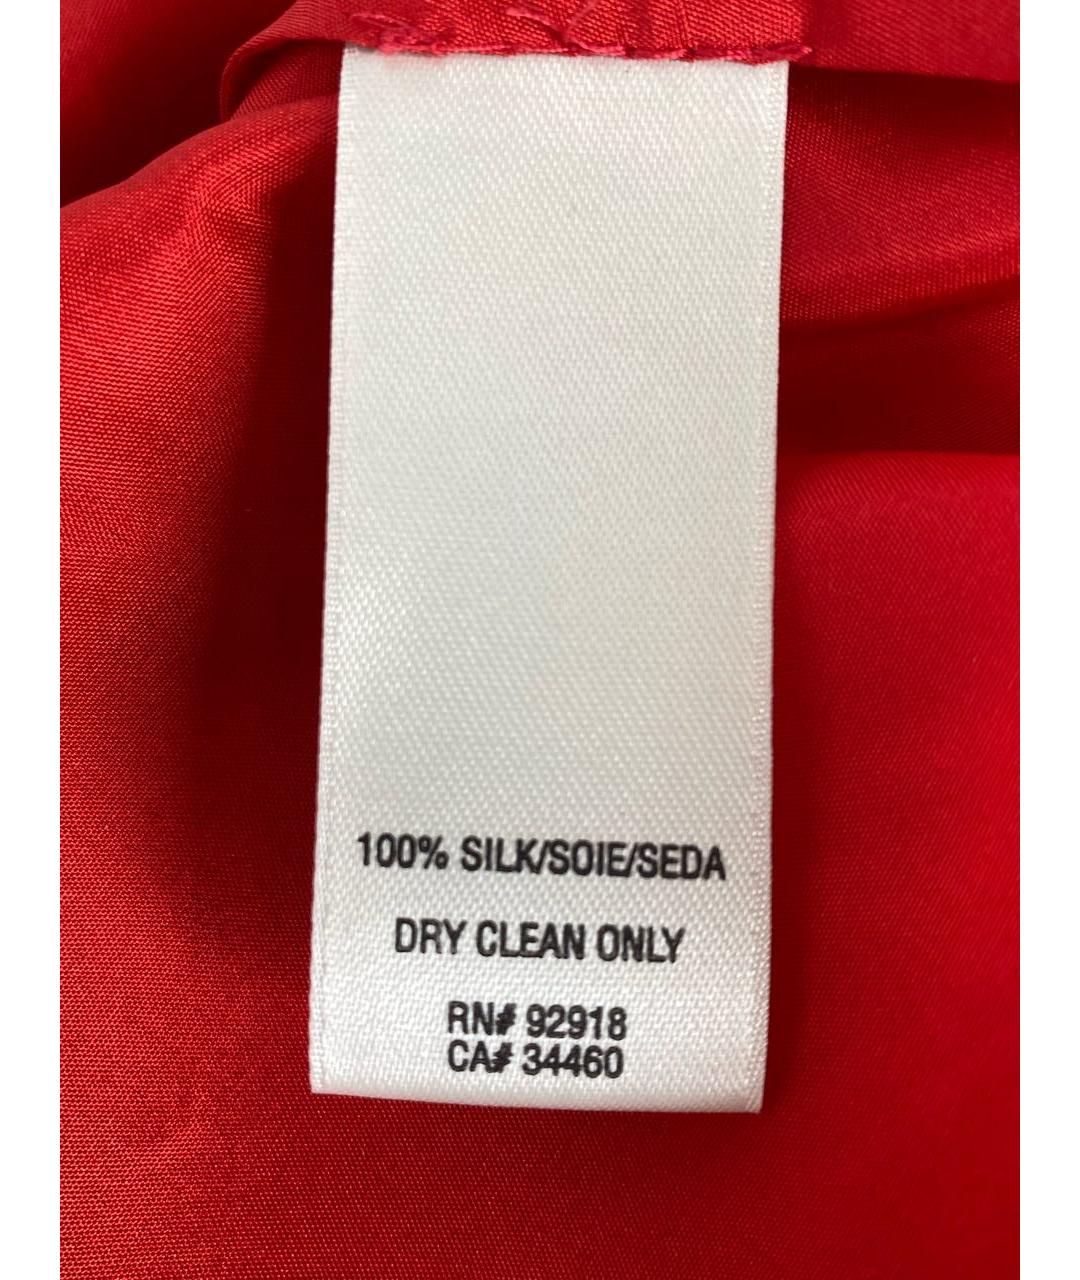 100% SILK/SOIE/SEDA
DRY CLEAN ONLY
RN# 92918
CA# 34460